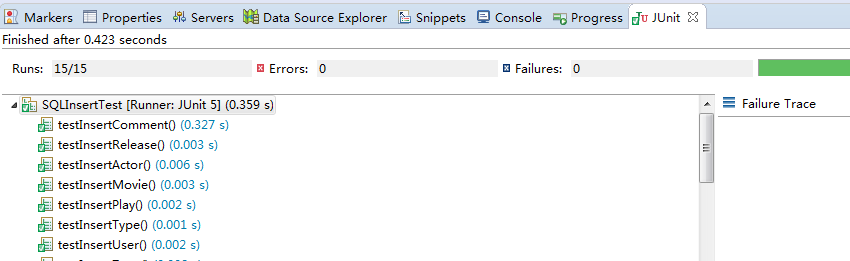 Markers Properties Servers Data Source Explorer Snippets Console Progress JUnit
Finished after 0.423 seconds
Runs: 15/15 Errors: 0 Failures: 0
SQLInsertTest [Runner: JUnit 5] (0.359 s)
Failure Trace
testInsertComment() (0.327 s)
testInsertRelease() (0.003 s)
testInsertActor() (0.006 s)
testInsertMovie() (0.003 s)
testInsertPlay() (0.002 s)
testInsertType() (0.001 s)
testInsertUser() (0.002 s)